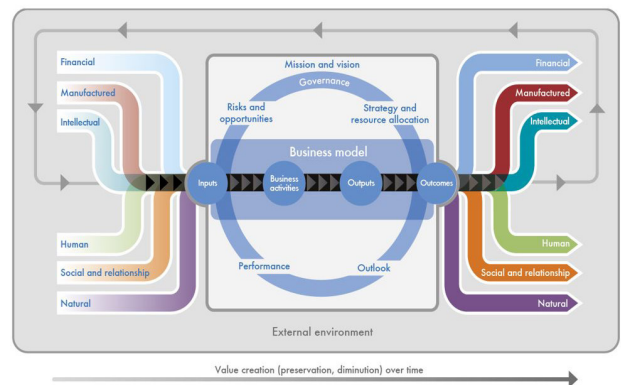 Financial
Manufactured
Intellectual
Human
Social and relationship
Natural
Mission and vision
Governance
Risks and
opportunities
Strategy and
resource allocation
Business model
Inputs
Business
activities
Outputs
Outcomes
Performance
Outlook
Financial
Manufactured
Intellectual
Human
Social and relationship
Natural
External environment
Value creation (preservation, diminution) over time